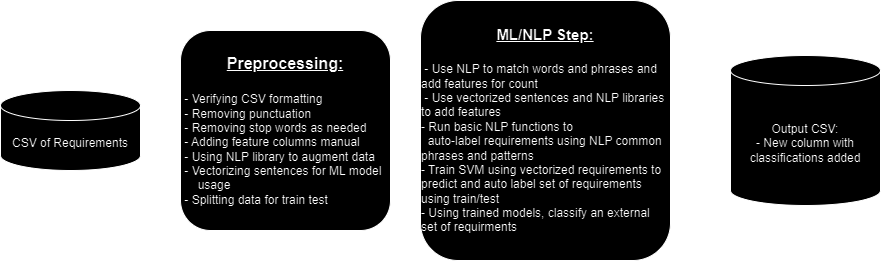 CSV of Requirements
Preprocessing:
- Verifying CSV formatting
- Removing punctuation
- Removing stop words as needed
- Adding feature columns manual
- Using NLP library to augment data
- Vectorizing sentences for ML model
usage
- Splitting data for train test
ML/NLP Step:
- Use NLP to match words and phrases and
add features for count
- Use vectorized sentences and NLP libraries
to add features
- Run basic NLP functions to
auto-label requirements using NLP common
phrases and patterns
- Train SVM using vectorized requirements to
predict and auto label set of requirements
using train/test
- Using trained models, classify an external
set of requirments
Output CSV:
- New column with
classifications added